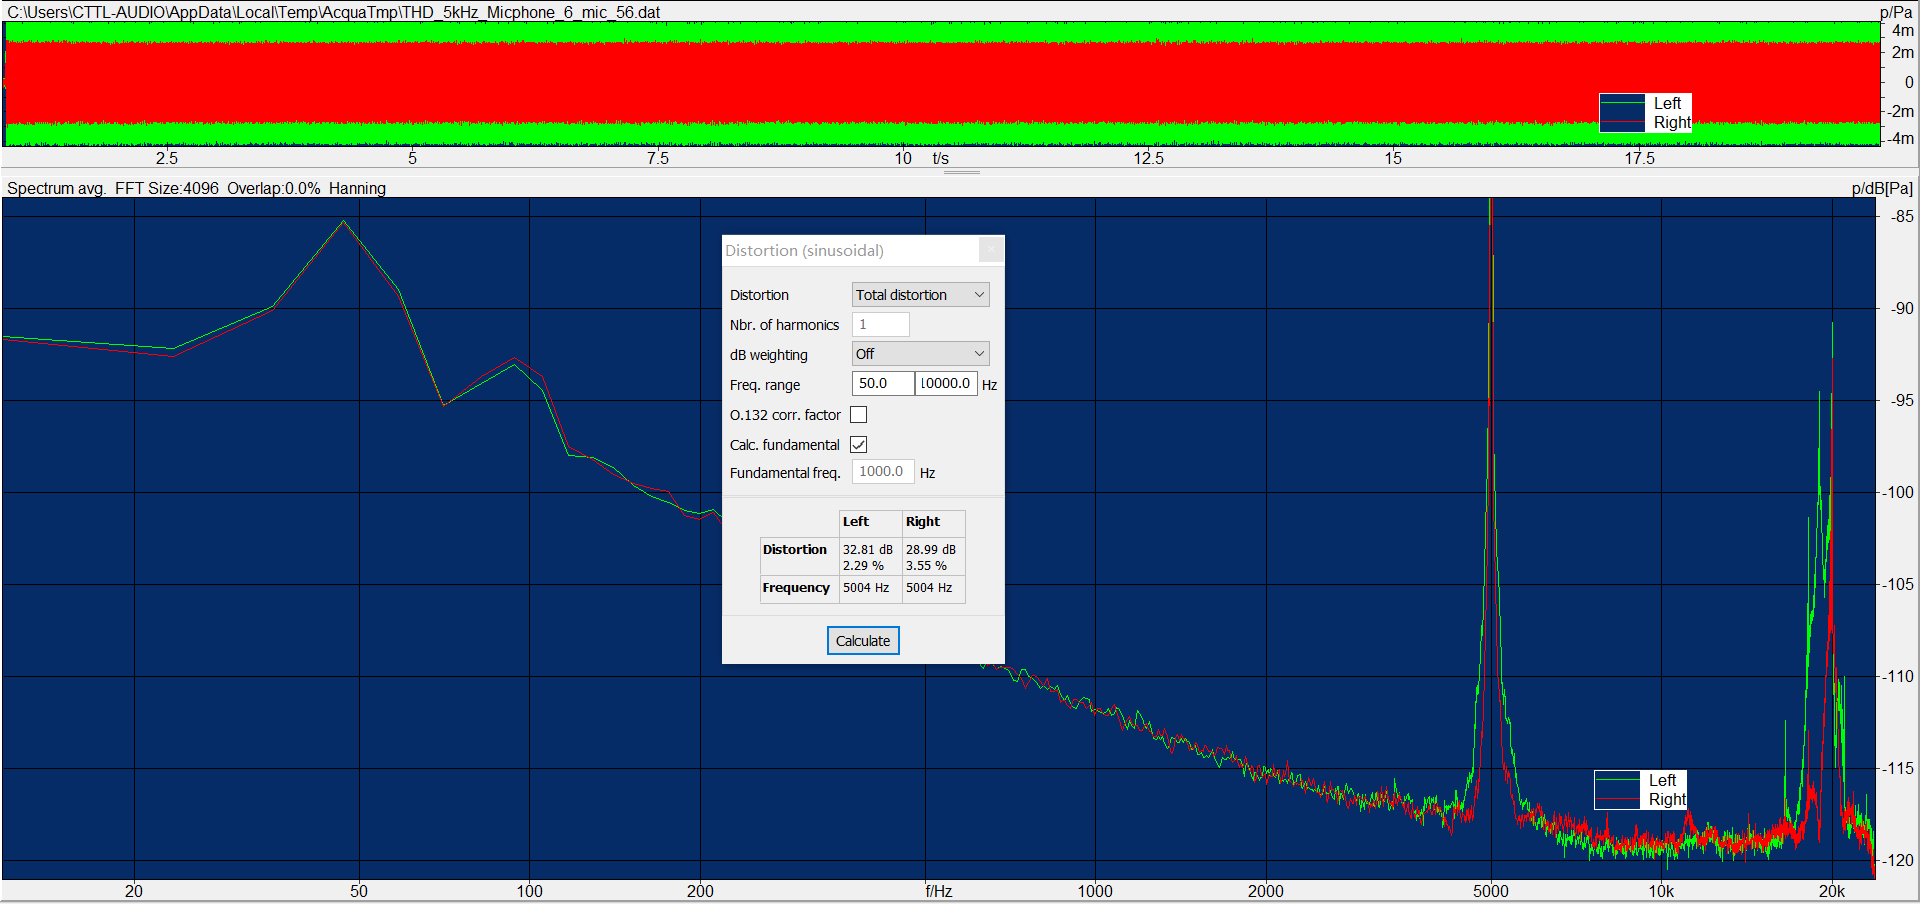 C:\Users\CTTL-AUDIO\AppData\Local\Temp\AcquaTmp\THD_5kHz_Micphone_6_mic_56.dat
p/Pa
4m
2m
0
-2m
-4m
Left
Right
2.5 5 7.5 10 t/s 12.5 15 17.5
Spectrum avg. FFT Size:4096 Overlap:0.0% Hanning
p/dB[Pa]
-85
-90
-95
-100
-105
-110
-115
-120
Distortion (sinusoidal)
Distortion Total distortion
Nbr. of harmonics 1
dB weighting Off
Freq. range 50.0 10000.0 Hz
O.132 corr. factor
Calc. fundamental
Fundamental freq. 1000.0 Hz
Left Right
Distortion 32.81 dB 28.99 dB
2.29 % 3.55 %
Frequency 5004 Hz 5004 Hz
Calculate
Left
Right
20 50 100 200 f/Hz 1000 2000 5000 10k 20k